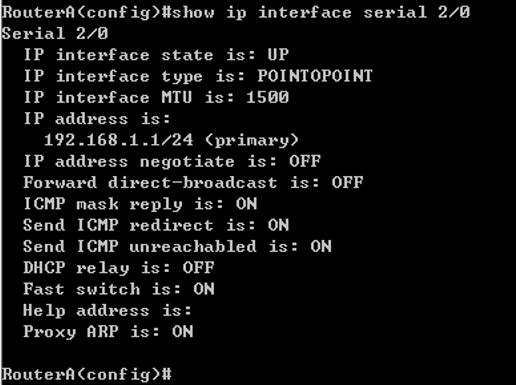 RouterA(config)#show ip interface serial 2/0
Serial 2/0
IP interface state is: UP
IP interface type is: POINTOPOINT
IP interface MTU is: 1500
IP address is:
192.168.1.1/24 (primary)
IP address negotiate is: OFF
Forward direct-broadcast is: OFF
ICMP mask reply is: ON
Send ICMP redirect is: ON
Send ICMP unreachabled is: ON
DHCP relay is: OFF
Fast switch is: ON
Help address is:
Proxy ARP is: ON
RouterA(config)#